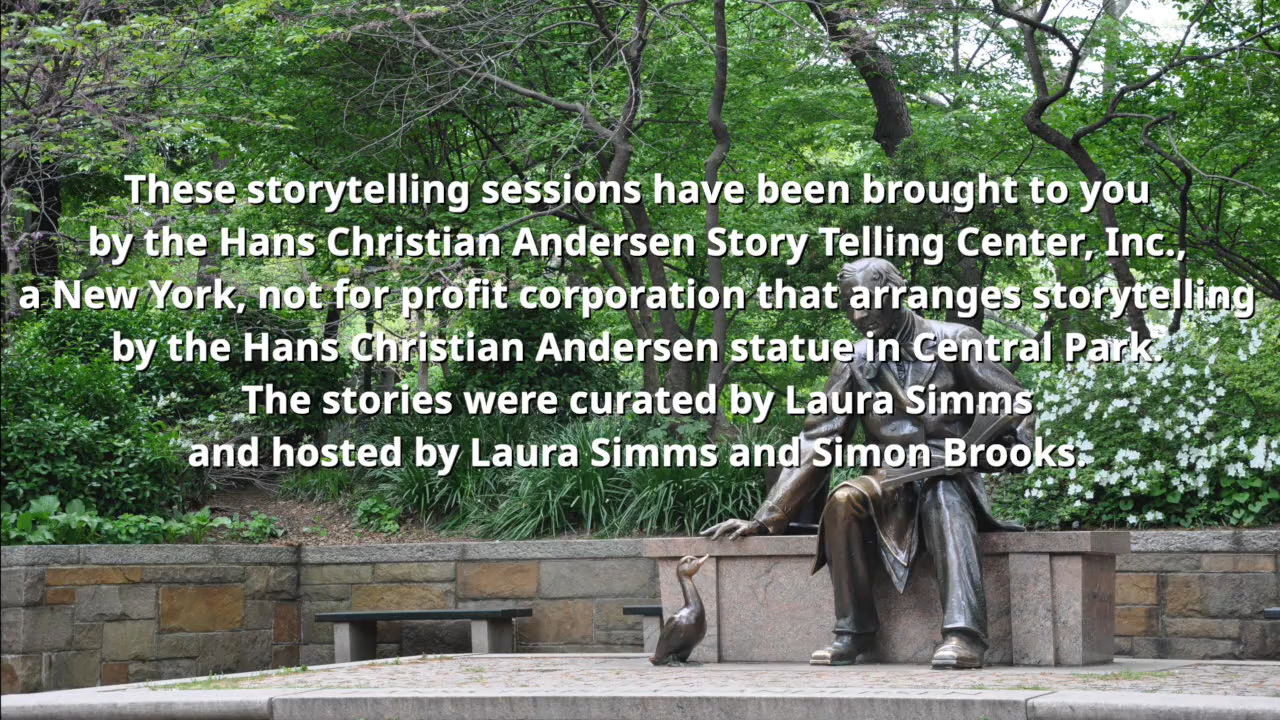 These storytelling sessions have been brought to you
by the Hans Christian Andersen Story Telling Center, Inc.,
a New York, not for profit corporation that arranges storytelling
by the Hans Christian Andersen statue in Central Park.
The stories were curated by Laura Simms
and hosted by Laura Simms and Simon Brooks.